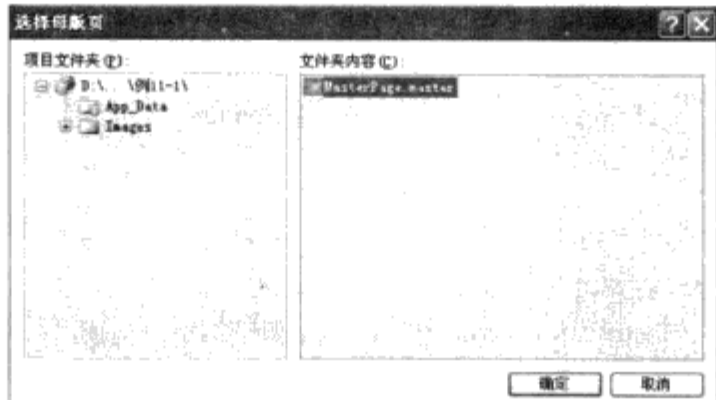 选择母版页
项目文件夹(P):
文件夹内容(C):
D:\...\例11-1\
App_Data
Images
MasterPage.master
确定
取消